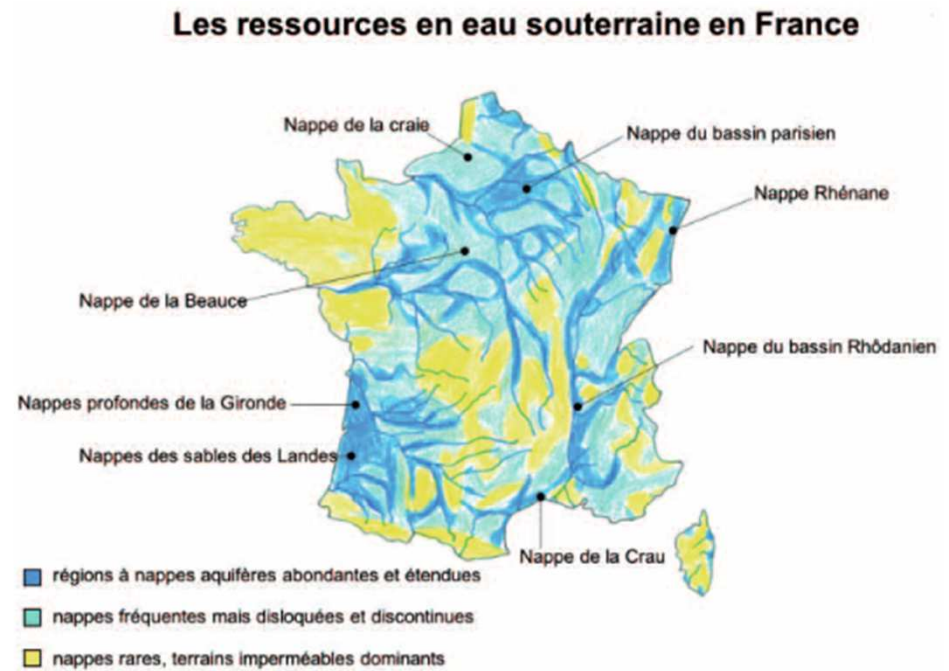 Les ressources en eau souterraine en France
Nappe de la craie
Nappe du bassin parisien
Nappe Rhénane
Nappe de la Beauce
Nappe du bassin Rhôdanien
Nappes profondes de la Gironde
Nappes des sables des Landes
Nappe de la Crau
régions à nappes aquifères abondantes et étendues
nappes fréquentes mais disloquées et discontinues
nappes rares, terrains imperméables dominants